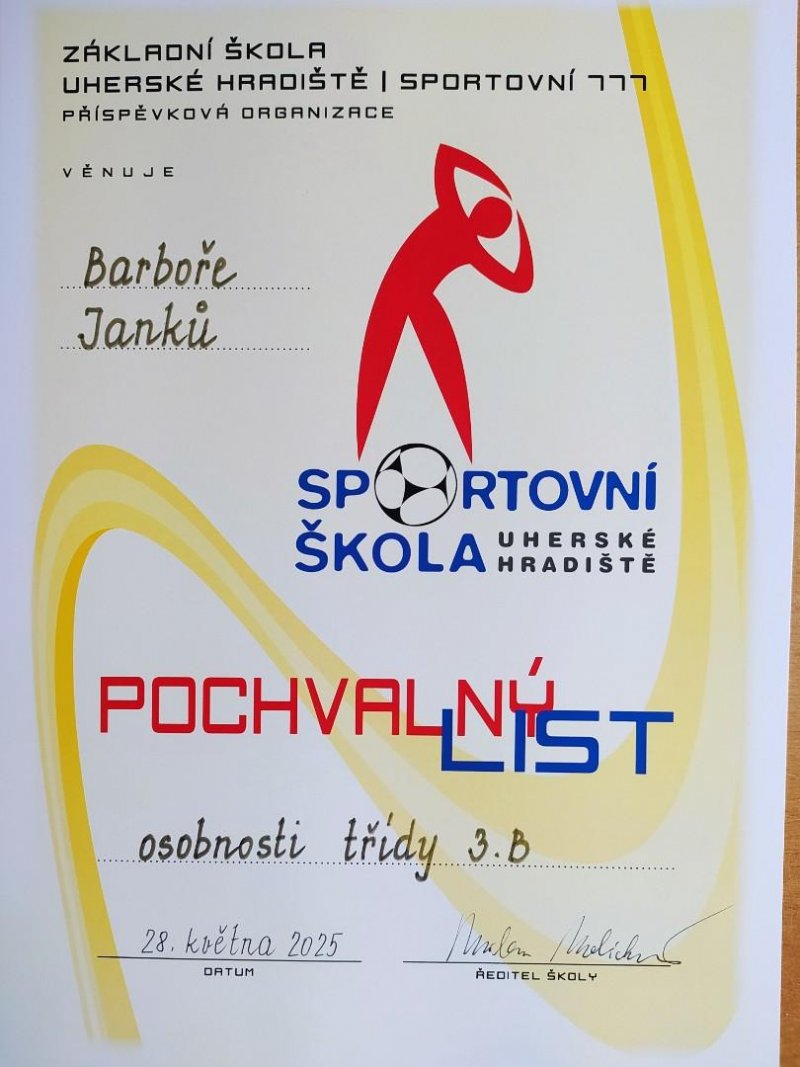 ZÁKLADNÍ ŠKOLA
UHERSKÉ HRADIŠTĚ | SPORTOVNÍ 777
PŘÍSPĚVKOVÁ ORGANIZACE
VĚNUJE
Barboře
Janků
SPORTOVNÍ
ŠKOLA UHERSKÉ HRADIŠTĚ
POCHVALNÝ
LIST
osobnosti třídy 3.B
28. května 2025
DATUM
ŘEDITEL ŠKOLY